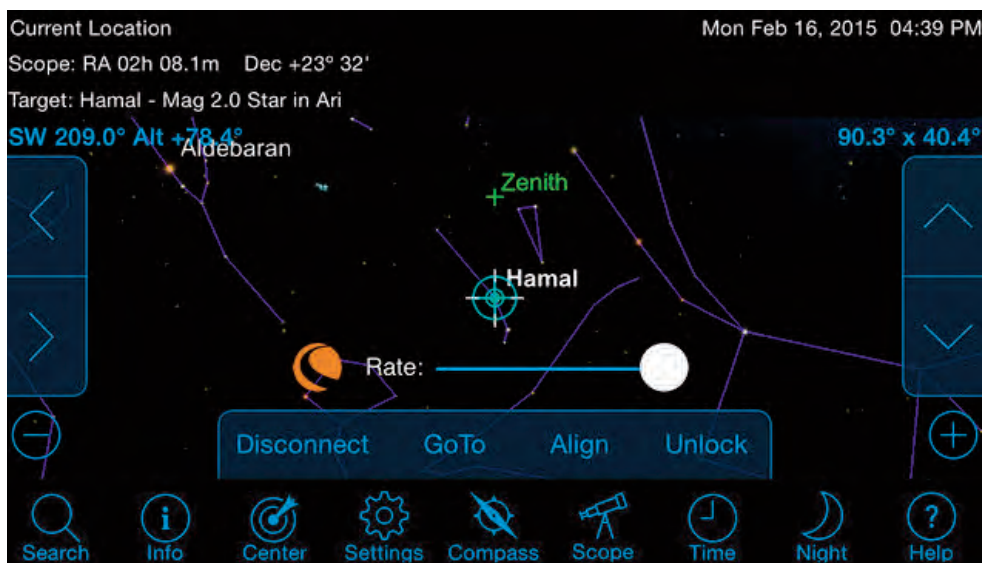 Current Location
Mon Feb 16, 2015 04:39 PM
Scope: RA 02h 08.1m Dec +23° 32'
Target: Hamal - Mag 2.0 Star in Ari
SW 209.0° Alt +78.4°
90.3° x 40.4°
Aldebaran
Zenith
Hamal
Rate:
Disconnect GoTo Align Unlock
Search Info Center Settings Compass Scope Time Night Help